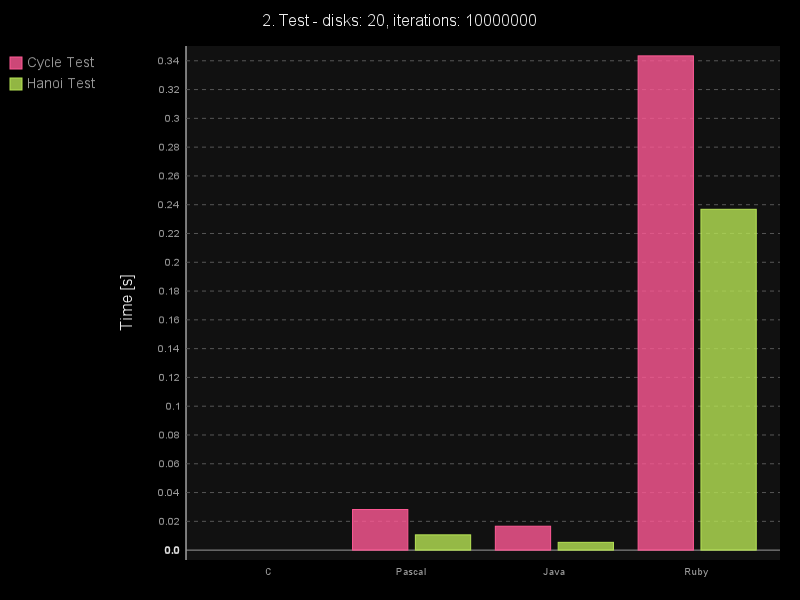 2. Test - disks: 20, iterations: 10000000
Cycle Test
Hanoi Test
Time [s]
0.34
0.32
0.3
0.28
0.26
0.24
0.22
0.2
0.18
0.16
0.14
0.12
0.1
0.08
0.06
0.04
0.02
0.0
C
Pascal
Java
Ruby